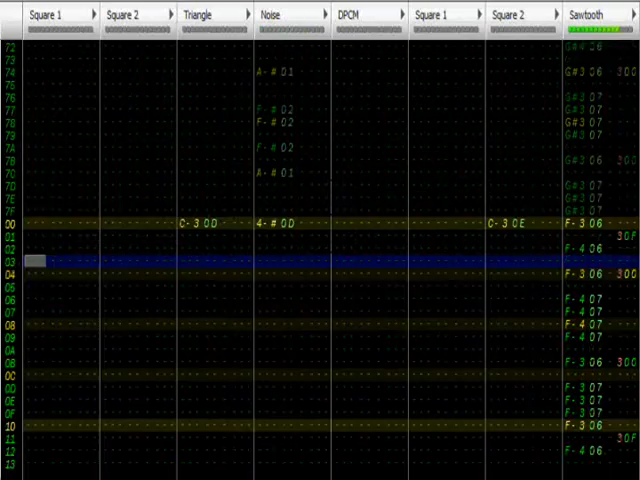 Square 1 Square 2 Triangle Noise DPCM Square 1 Square 2 Sawtooth
72 G#4 06
73
74 A-# 01 G#3 06 300
75
76 G#3 07
77 F-# 02 G#3 07
78 F-# 02 G#3 07
79 G#3 07
7A F-# 02
7B G#3 06 300
7C A-# 01
7D G#3 07
7E G#3 07
7F G#3 07
00 C-3 0D 4-# 0D C-3 0E F-3 06
01 30F
02 F-4 06
03
04 F-3 06 300
05
06 F-4 07
07 F-4 07
08 F-4 07
09 F-4 07
0A
0B F-3 06 300
0C
0D F-3 07
0E F-3 07
0F F-3 07
10 F-3 06
11 30F
12 F-4 06
13